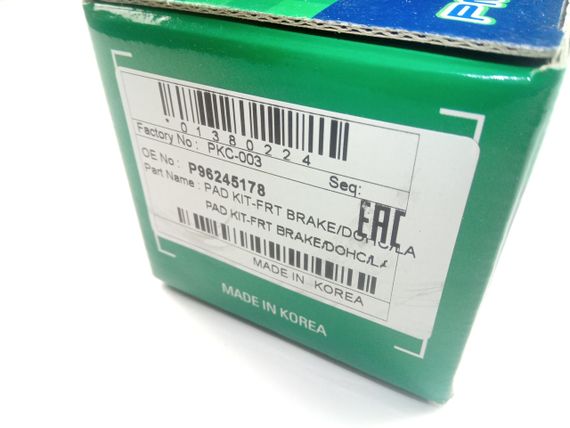 *01380224
Factory No : PKC-003
Seq:
OE No : P96245178
Part Name : PAD KIT-FRT BRAKE/DOHC/LA
PAD KIT-FRT BRAKE/DOHC/LA
EAC
MADE IN KOREA
MADE IN KOREA